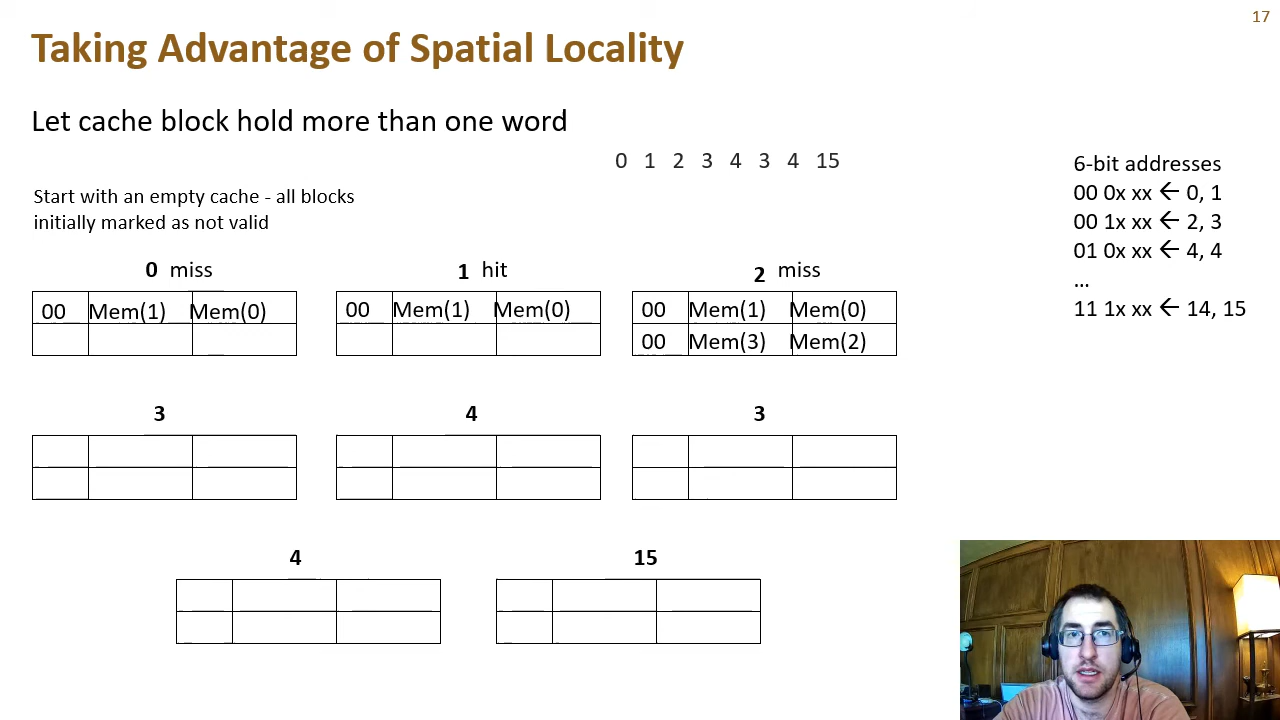 17
Taking Advantage of Spatial Locality
Let cache block hold more than one word
0 1 2 3 4 3 4 15
Start with an empty cache - all blocks
initially marked as not valid
6-bit addresses
00 0x xx ← 0, 1
00 1x xx ← 2, 3
01 0x xx ← 4, 4
...
11 1x xx ← 14, 15
0 miss
00 Mem(1) Mem(0)
1 hit
00 Mem(1) Mem(0)
2 miss
00 Mem(1) Mem(0)
00 Mem(3) Mem(2)
3
4
3
4
15